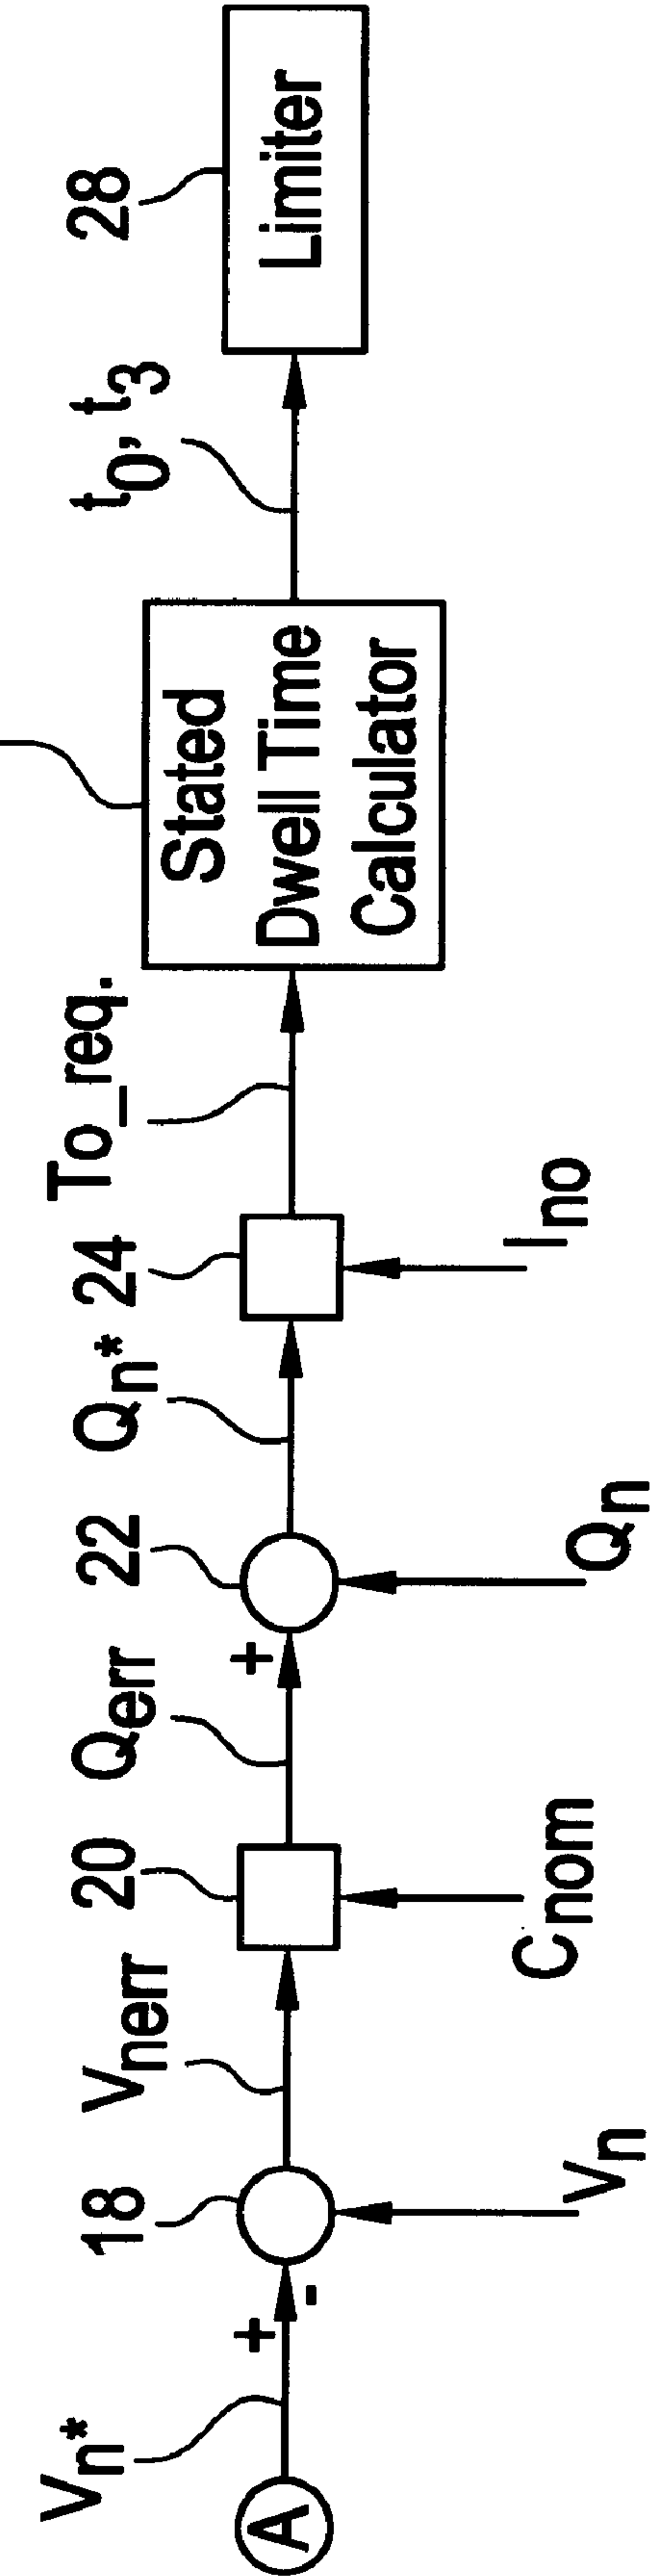 A
Vn*
+
-
18
Vn
Vnerr
20
Cnom
Qerr
+
22
Qn
Qn*
24
Ino
To_req.
Stated
Dwell Time
Calculator
t0, t3
28
Limiter